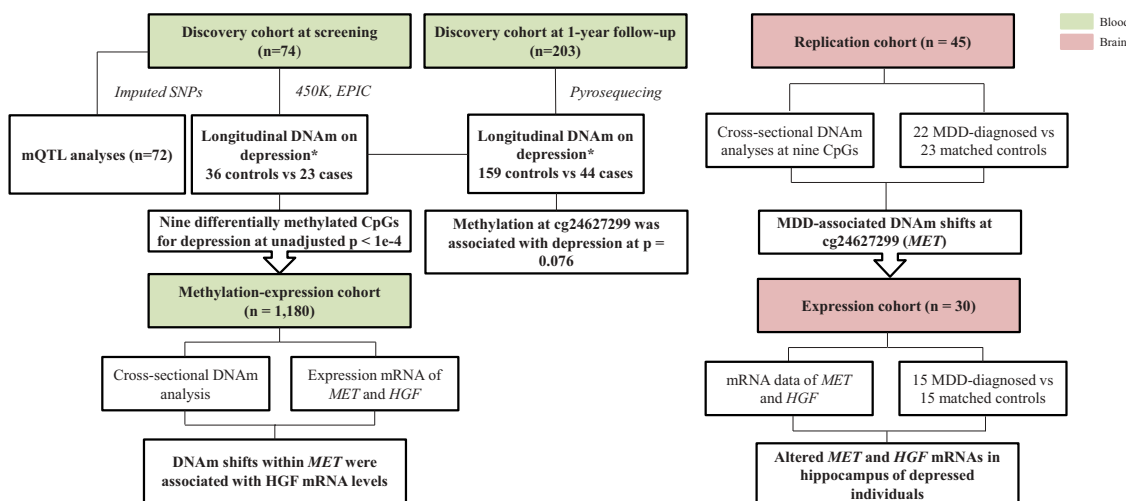 Discovery cohort at screening
(n=74)
Discovery cohort at 1-year follow-up
(n=203)
Replication cohort (n = 45)
Blood
Brain
Imputed SNPs
450K, EPIC
Pyrosequecing
mQTL analyses (n=72)
Longitudinal DNAm on
depression*
36 controls vs 23 cases
Longitudinal DNAm on
depression*
159 controls vs 44 cases
Cross-sectional DNAm
analyses at nine CpGs
22 MDD-diagnosed vs
23 matched controls
Nine differentially methylated CpGs
for depression at unadjusted p < 1e-4
Methylation at cg24627299 was
associated with depression at p =
0.076
MDD-associated DNAm shifts at
cg24627299 (MET)
Methylation-expression cohort
(n = 1,180)
Expression cohort (n = 30)
Cross-sectional DNAm
analysis
Expression mRNA of
MET and HGF
mRNA data of MET
and HGF
15 MDD-diagnosed vs
15 matched controls
DNAm shifts within MET were
associated with HGF mRNA levels
Altered MET and HGF mRNAs in
hippocampus of depressed
individuals